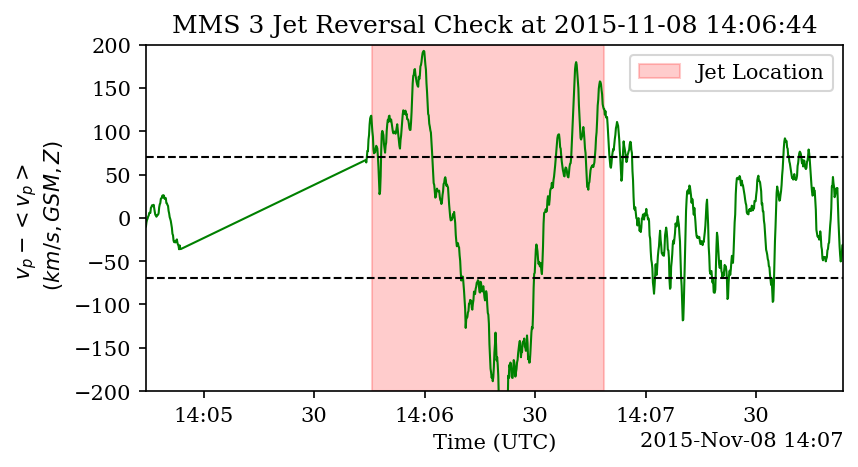 MMS 3 Jet Reversal Check at 2015-11-08 14:06:44
Jet Location
200
150
100
50
0
−50
−100
−150
−200
v_p − < v_p >
(km/s, GSM, Z)
14:05
30
14:06
30
14:07
30
Time (UTC)
2015-Nov-08 14:07